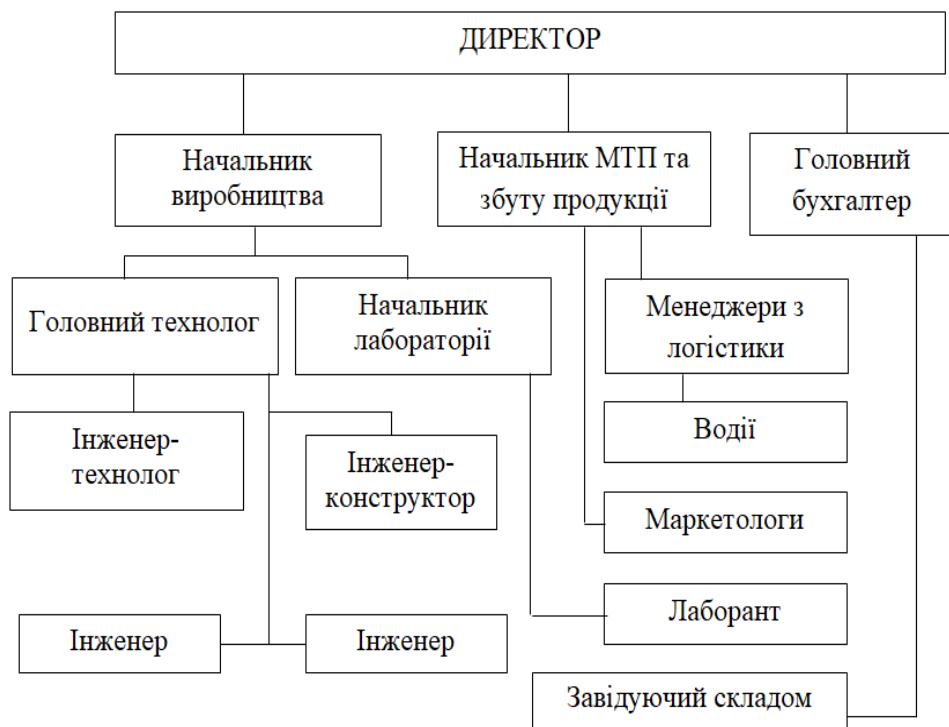 ДИРЕКТОР
Начальник
виробництва
Начальник МТП та
збуту продукції
Головний
бухгалтер
Головний технолог
Начальник
лабораторії
Менеджери з
логістики
Інженер-
технолог
Інженер-
конструктор
Водії
Маркетологи
Лаборант
Інженер
Інженер
Завідуючий складом